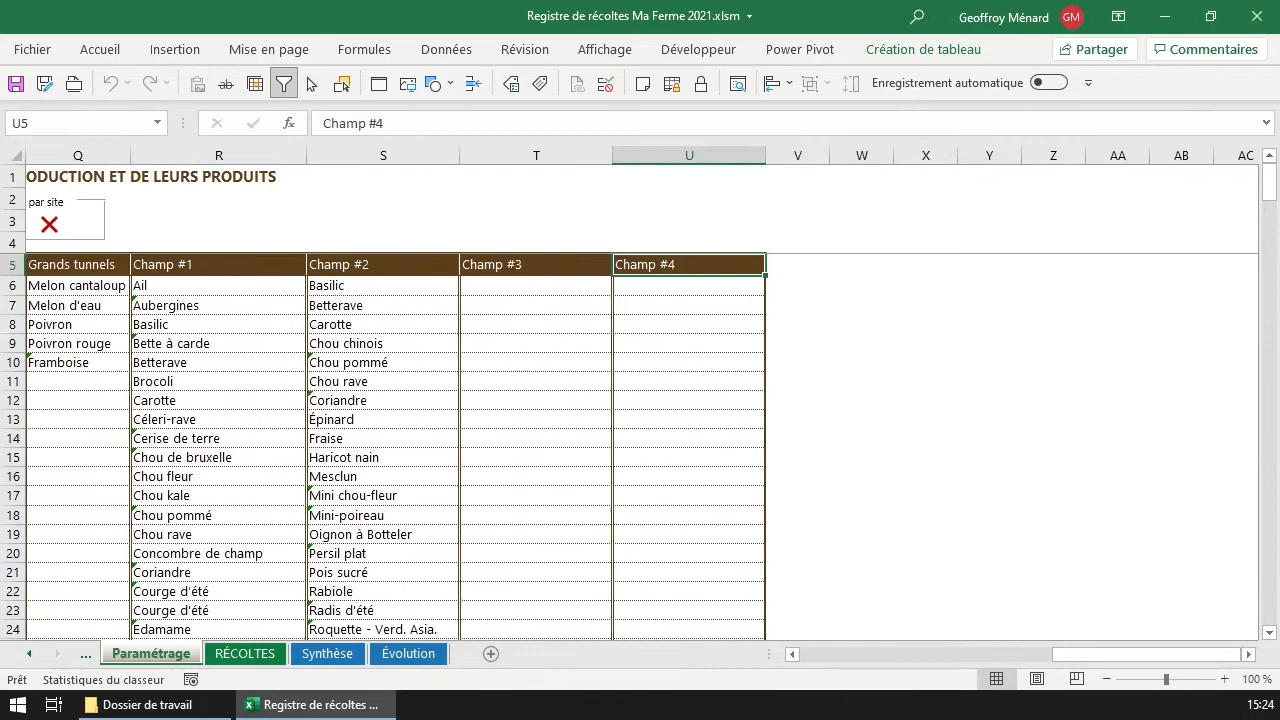 Registre de récoltes Ma Ferme 2021.xlsm
Geoffroy Ménard GM
Fichier Accueil Insertion Mise en page Formules Données Révision Affichage Développeur Power Pivot Création de tableau Partager Commentaires
Enregistrement automatique
U5 fx Champ #4
Q R S T U V W X Y Z AA AB AC
1 ODUCTION ET DE LEURS PRODUITS
2 par site
3
4
5 Grands tunnels Champ #1 Champ #2 Champ #3 Champ #4
6 Melon cantaloup Ail Basilic
7 Melon d'eau Aubergines Betterave
8 Poivron Basilic Carotte
9 Poivron rouge Bette à carde Chou chinois
10 Framboise Betterave Chou pommé
11 Brocoli Chou rave
12 Carotte Coriandre
13 Céleri-rave Épinard
14 Cerise de terre Fraise
15 Chou de bruxelle Haricot nain
16 Chou fleur Mesclun
17 Chou kale Mini chou-fleur
18 Chou pommé Mini-poireau
19 Chou rave Oignon à Botteler
20 Concombre de champ Persil plat
21 Coriandre Pois sucré
22 Courge d'été Rabiole
23 Courge d'été Radis d'été
24 Edamame Roquette - Verd. Asia.
... Paramétrage RÉCOLTES Synthèse Évolution
Prêt Statistiques du classeur 100 %
Dossier de travail Registre de récoltes ... 15:24